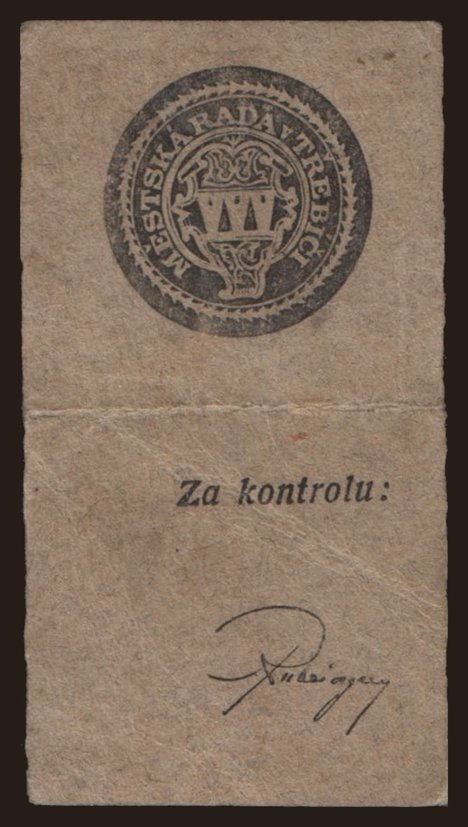 MĚSTSKÁ RADA V TŘEBÍČI
Za kontrolu: